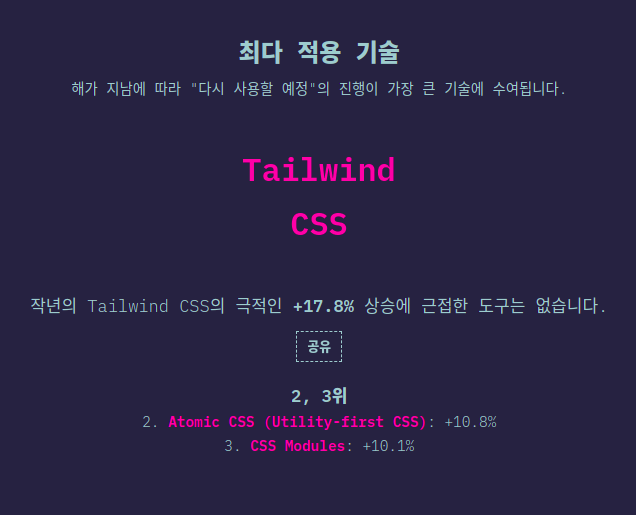 최다 적용 기술
해가 지남에 따라 "다시 사용할 예정"의 진행이 가장 큰 기술에 수여됩니다.
Tailwind
CSS
작년의 Tailwind CSS의 극적인 +17.8% 상승에 근접한 도구는 없습니다.
공유
2, 3위
2. Atomic CSS (Utility-first CSS): +10.8%
3. CSS Modules: +10.1%